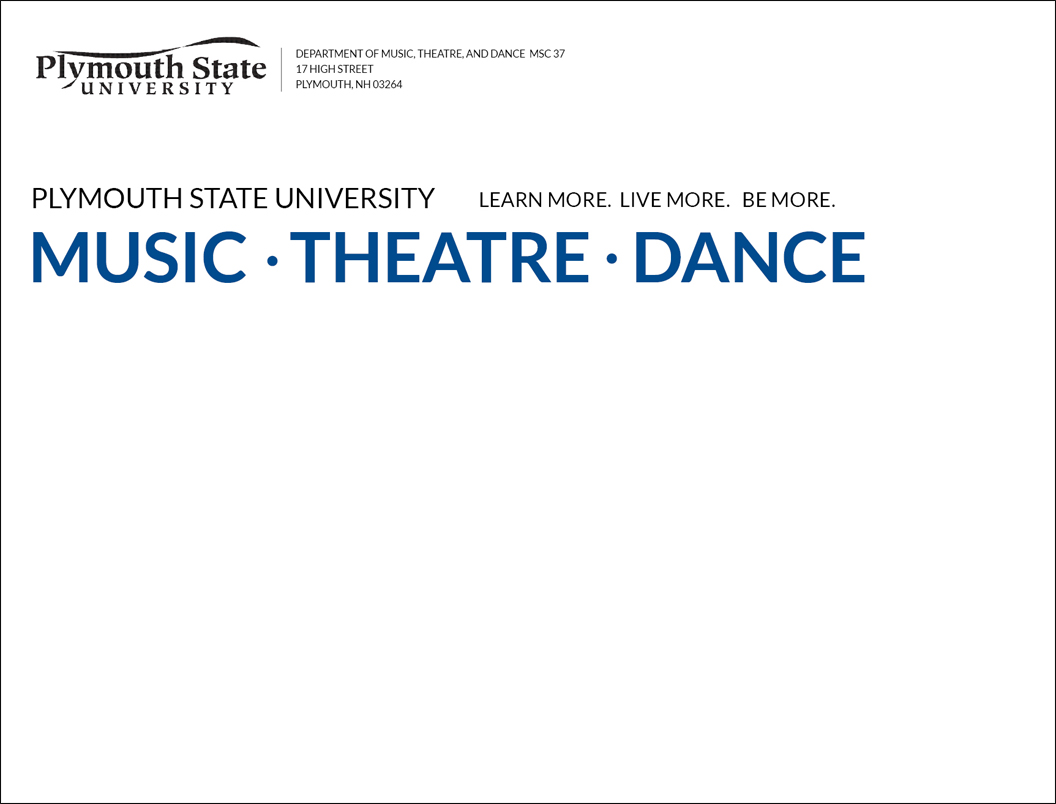 Plymouth State
UNIVERSITY
DEPARTMENT OF MUSIC, THEATRE, AND DANCE MSC 37
17 HIGH STREET
PLYMOUTH, NH 03264
PLYMOUTH STATE UNIVERSITY LEARN MORE. LIVE MORE. BE MORE.
MUSIC · THEATRE · DANCE